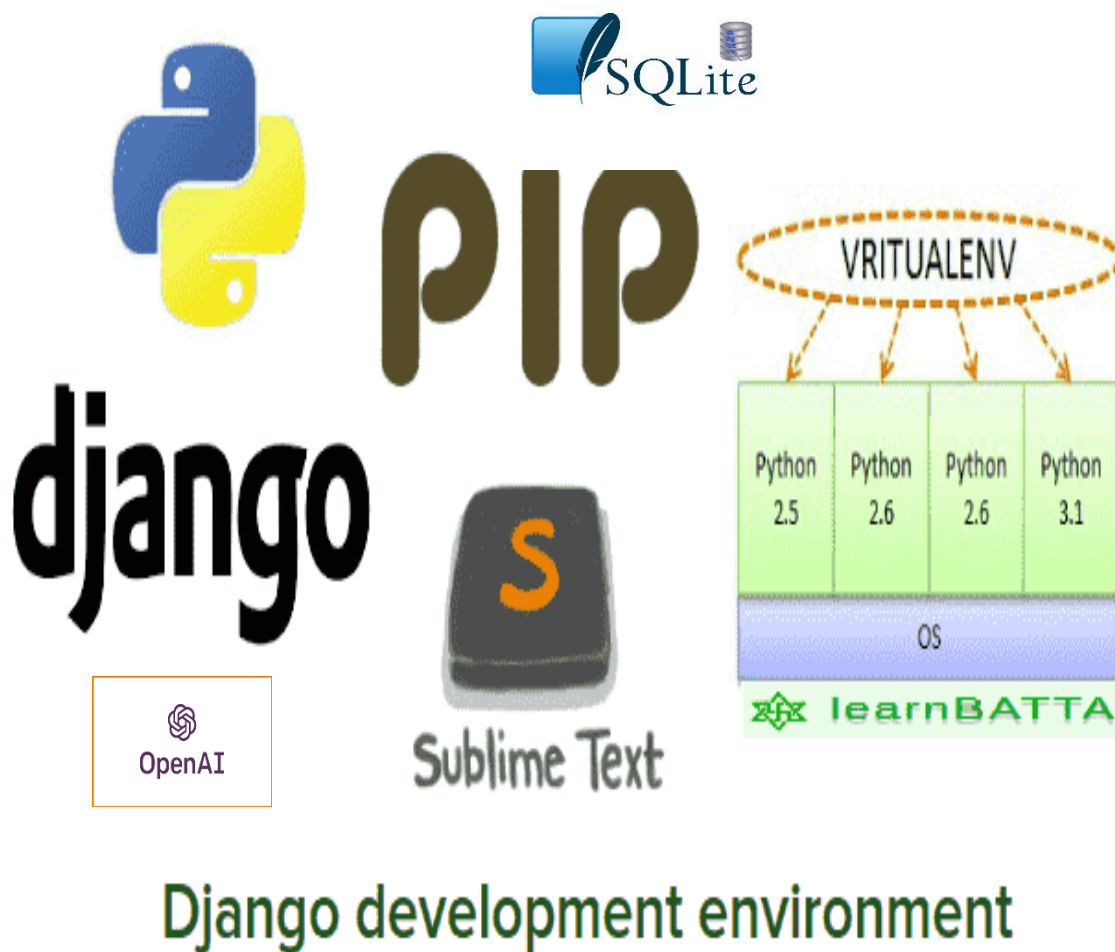 SQLite
PIP
VRITUALENV
django
Python 2.5
Python 2.6
Python 2.6
Python 3.1
S
OS
learnBATTA
OpenAI
Sublime Text
Django development environment